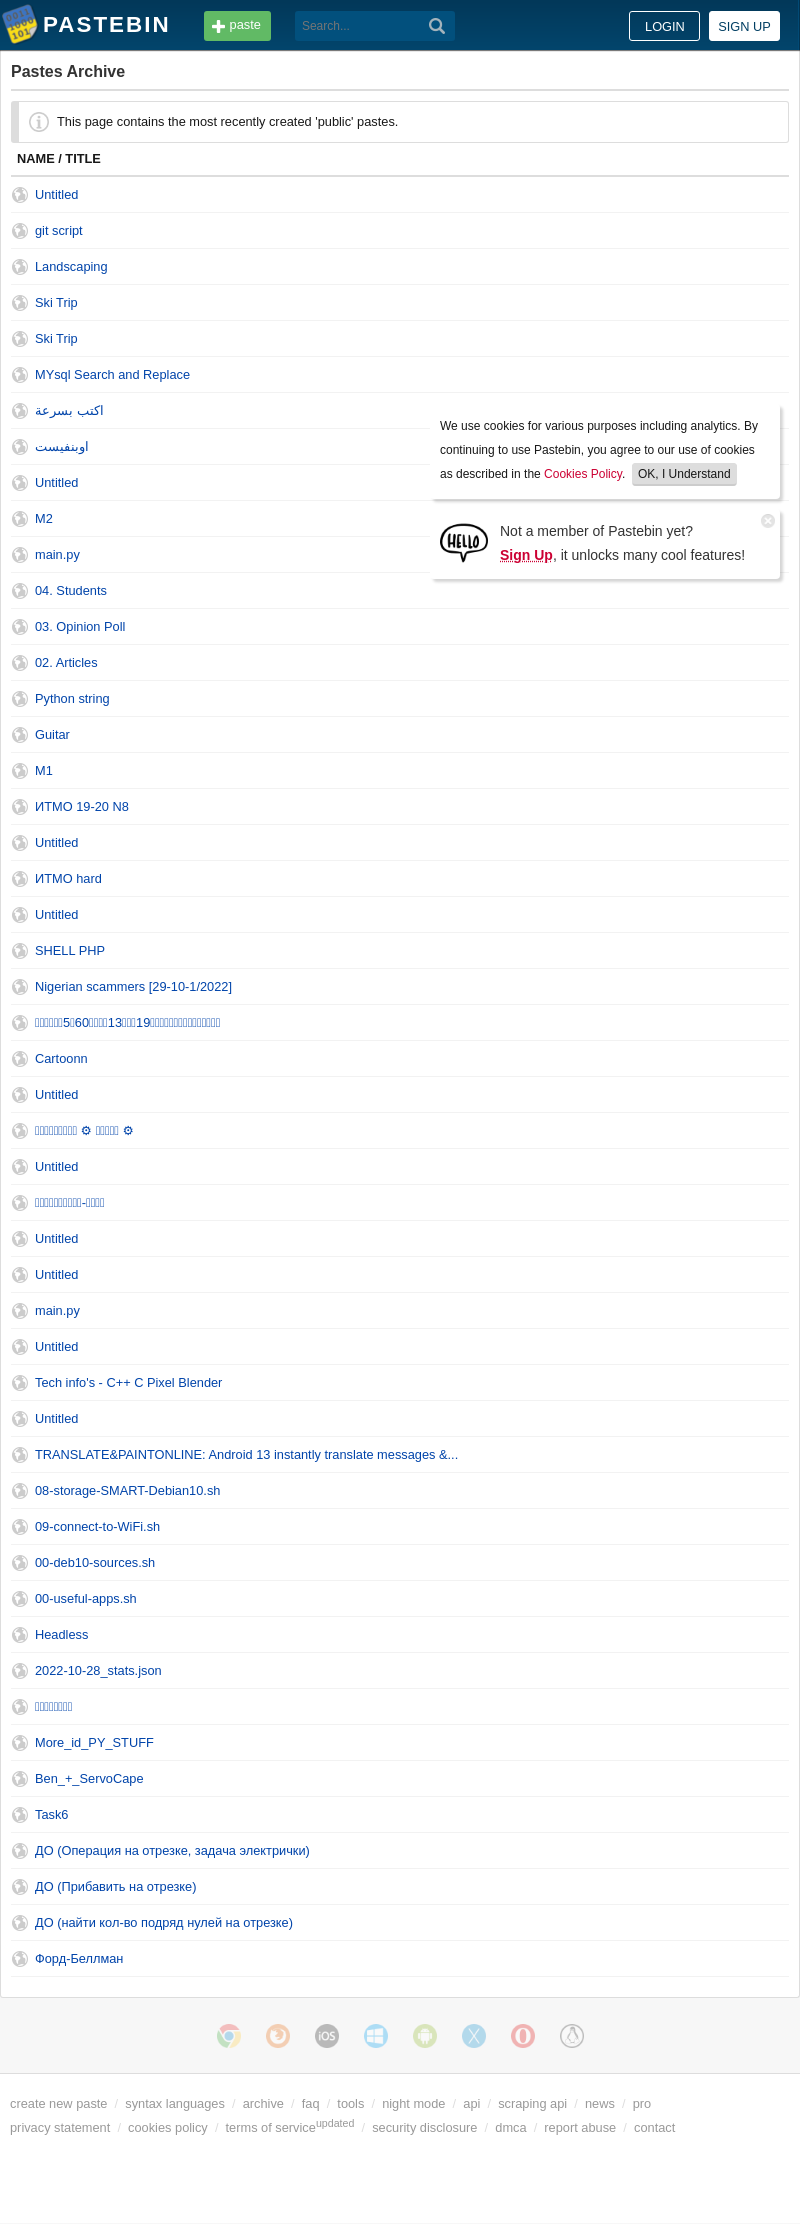 PASTEBIN
paste
Search...
LOGIN
SIGN UP
Pastes Archive
This page contains the most recently created 'public' pastes.
NAME / TITLE
Untitled
git script
Landscaping
Ski Trip
Ski Trip
MYsql Search and Replace
اكتب بسرعة
اوبنفيست
Untitled
M2
main.py
We use cookies for various purposes including analytics. By
continuing to use Pastebin, you agree to our use of cookies
as described in the Cookies Policy. OK, I Understand
HELLO
Not a member of Pastebin yet?
Sign Up, it unlocks many cool features!
04. Students
03. Opinion Poll
02. Articles
Python string
Guitar
M1
ИТМО 19-20 N8
Untitled
ИТМО hard
Untitled
SHELL PHP
Nigerian scammers [29-10-1/2022]
5 60 13 19
Cartoonn
Untitled
⚙ ⚙
Untitled
-
Untitled
Untitled
main.py
Untitled
Tech info's - C++ C Pixel Blender
Untitled
TRANSLATE&PAINTONLINE: Android 13 instantly translate messages &...
08-storage-SMART-Debian10.sh
09-connect-to-WiFi.sh
00-deb10-sources.sh
00-useful-apps.sh
Headless
2022-10-28_stats.json
More_id_PY_STUFF
Ben_+_ServoCape
Task6
ДО (Операция на отрезке, задача электрички)
ДО (Прибавить на отрезке)
ДО (найти кол-во подряд нулей на отрезке)
Форд-Беллман
iOS
create new paste / syntax languages / archive / faq / tools / night mode / api / scraping api / news / pro
privacy statement / cookies policy / terms of service updated / security disclosure / dmca / report abuse / contact